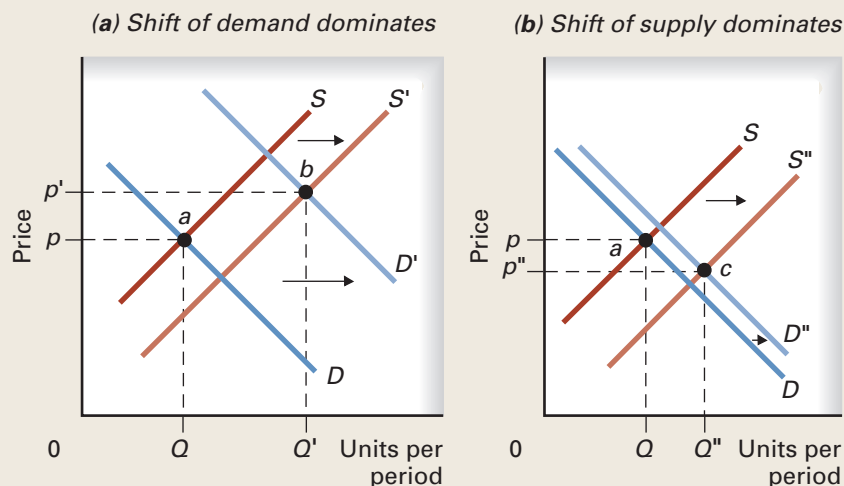 (a) Shift of demand dominates
S
S'
b
a
p'
p
Price
D'
D
0
Q
Q'
Units per
period
(b) Shift of supply dominates
S
S"
p
a
p"
c
Price
D"
D
0
Q
Q"
Units per
period